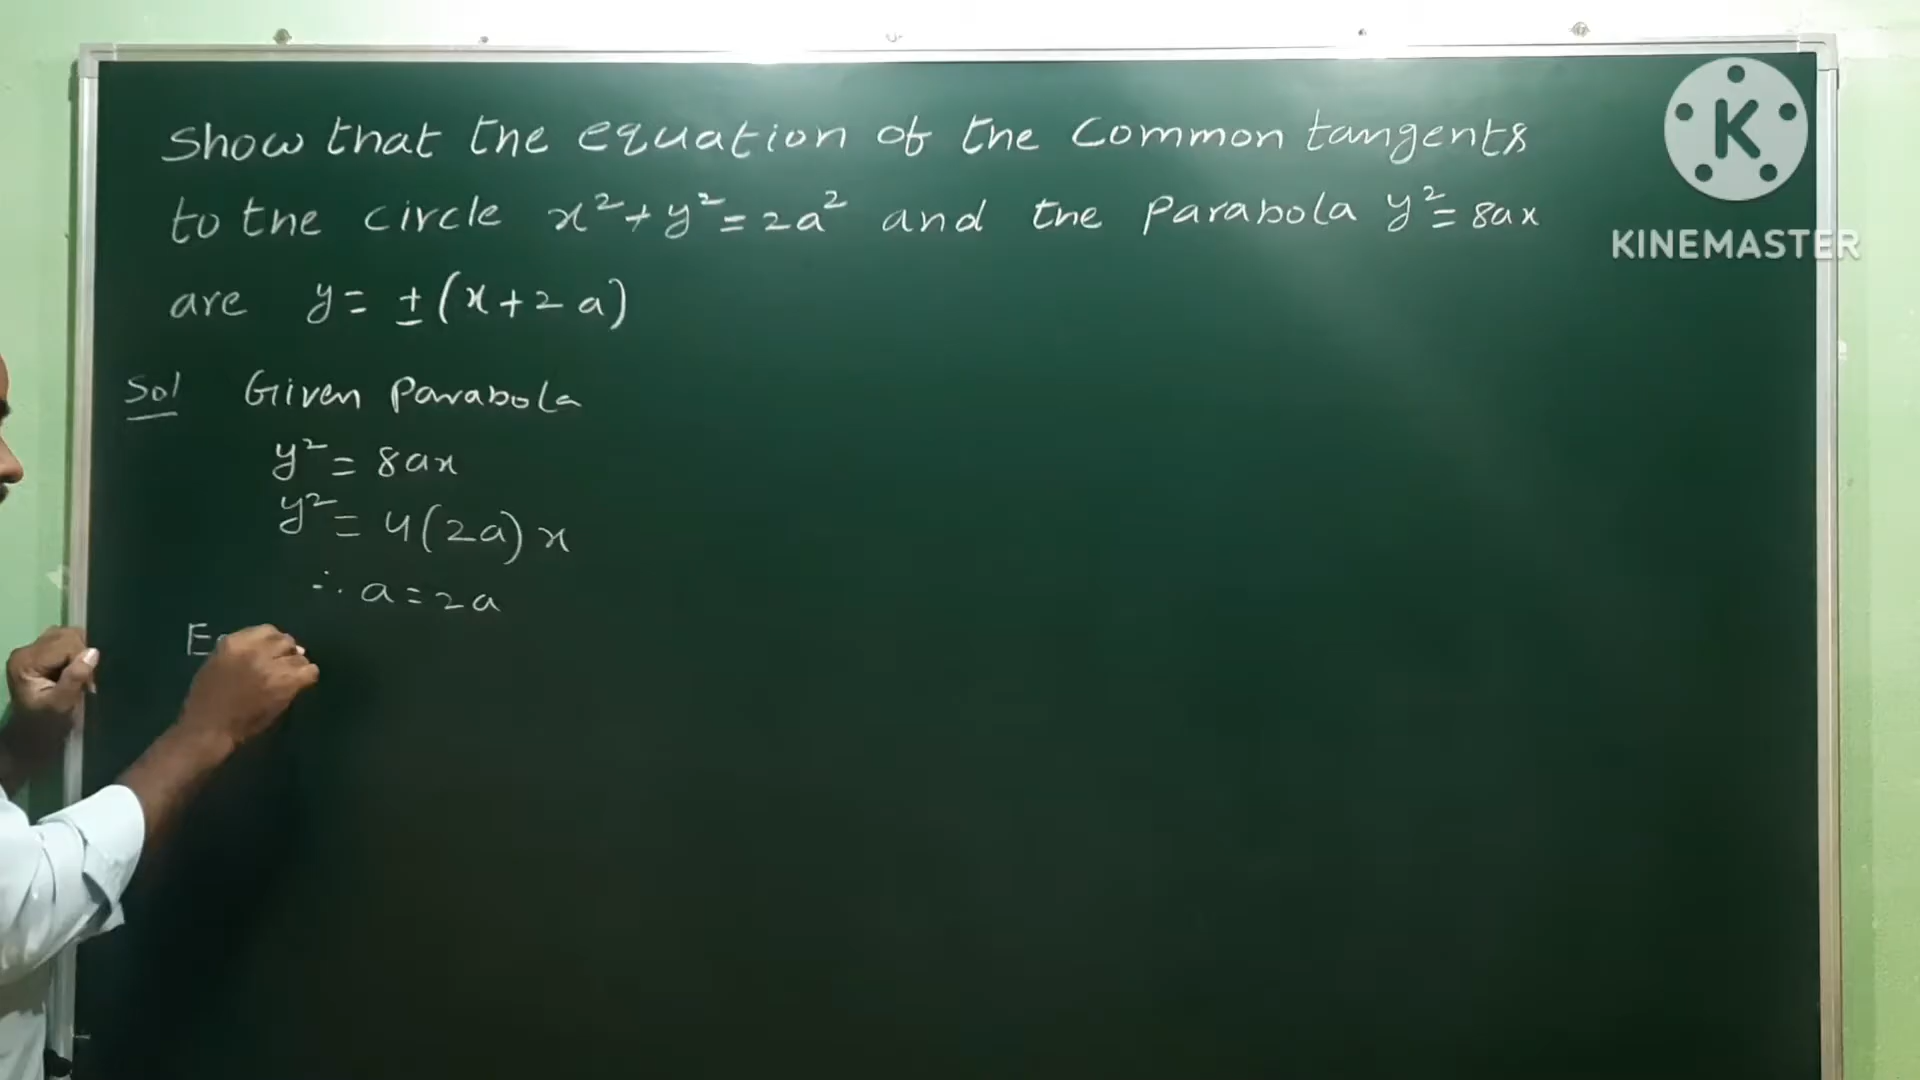 Show that the equation of the common tangents
to the circle x² + y² = 2a² and the parabola y² = 8ax
are y = ± (x + 2a)
Sol Given Parabola
y² = 8ax
y² = 4(2a)x
∴ a = 2a
K
KINEMASTER